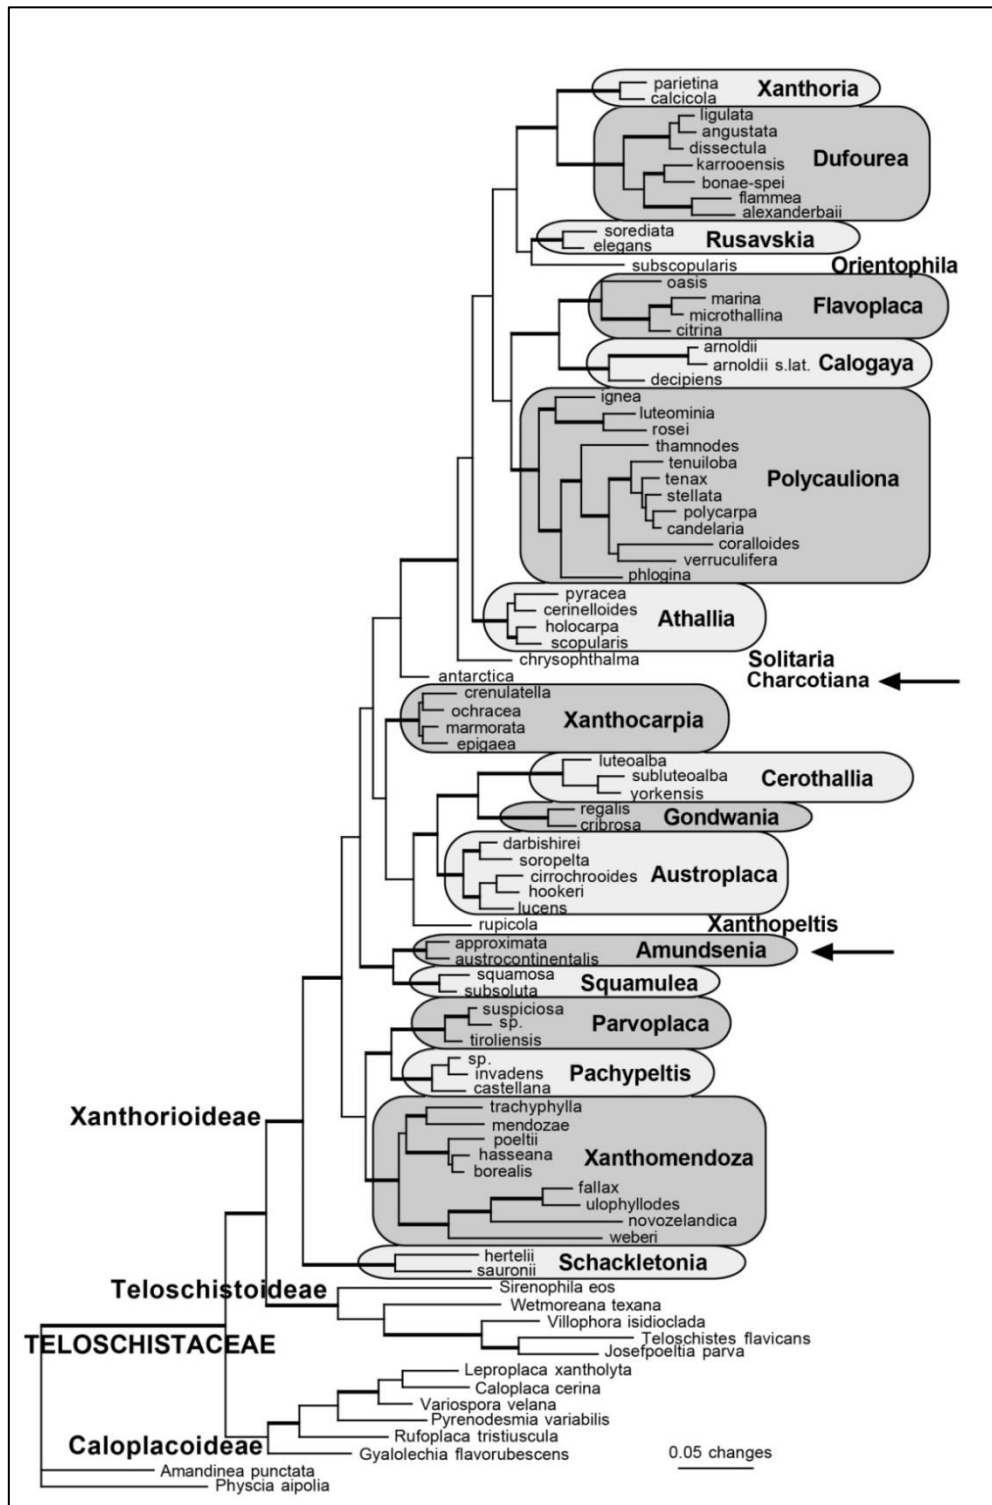 parietina
calcicola
Xanthoria
ligulata
angustata
dissectula
karrooensis
bonae-spei
flammea
alexanderbaii
Dufourea
sorediata
elegans
Rusavskia
subscopularis
Orientophila
oasis
marina
microthallina
citrina
Flavoplaca
arnoldii
arnoldii s.lat.
decipiens
Calogaya
ignea
luteominia
rosei
thamnodes
tenuiloba
tenax
stellata
polycarpa
candelaria
coralloides
verruculifera
phlogina
Polycauliona
pyracea
cerinelloides
holocarpa
scopularis
Athallia
chrysophthalma
Solitaria
antarctica
Charcotiana
crenulatella
ochracea
marmorata
epigaea
Xanthocarpia
luteoalba
subluteoalba
yorkensis
Cerothallia
regalis
cribrosa
Gondwania
darbishirei
soropelta
cirrochrooides
hookeri
lucens
Austroplaca
rupicola
Xanthopeltis
approximata
austrocontinentalis
Amundsenia
squamosa
subsoluta
Squamulea
suspiciosa
sp.
tiroliensis
Parvoplaca
sp.
invadens
castellana
Pachypeltis
trachyphylla
mendozae
poeltii
hasseana
borealis
fallax
ulophyllodes
novozelandica
weberi
Xanthomendoza
Xanthorioideae
hertelii
sauronii
Schackletonia
Teloschistoideae
Sirenophila eos
Wetmoreana texana
Villophora isidioclada
Teloschistes flavicans
Josefpoeltia parva
TELOSCHISTACEAE
Leproplaca xantholyta
Caloplaca cerina
Variospora velana
Pyrenodesmia variabilis
Rufoplaca tristiuscula
Gyalolechia flavorubescens
Caloplacoideae
Amandinea punctata
Physcia aipolia
0.05 changes